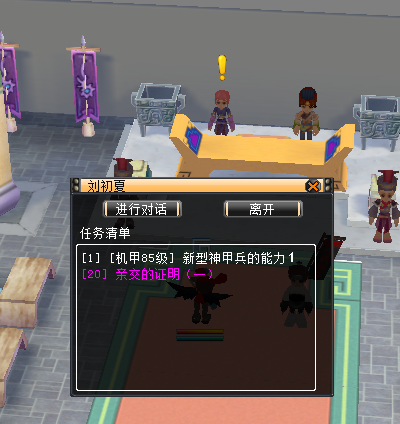 刘初夏
进行对话 离开
任务清单
[1] [机甲85级] 新型神甲兵的能力1
[20] 亲交的证明（一）